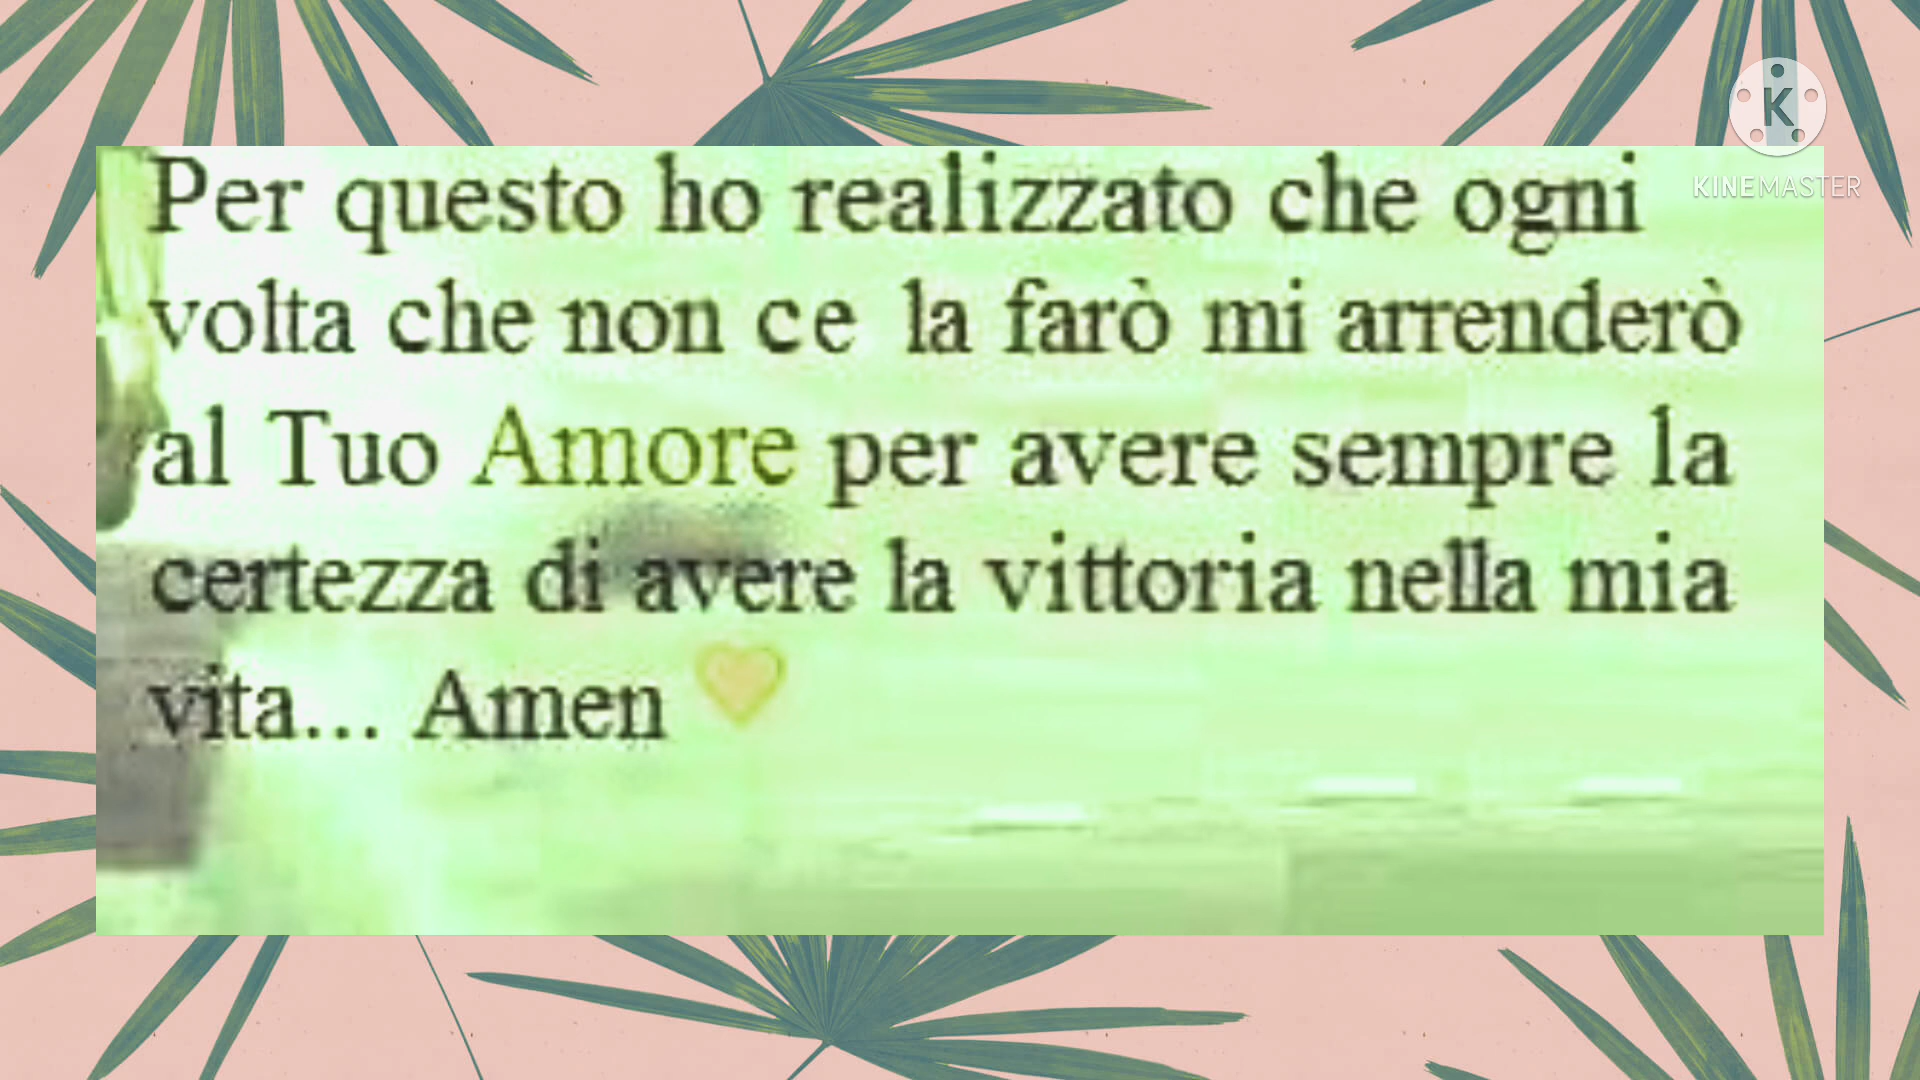 Per questo ho realizzato che ogni
volta che non ce la farò mi arrenderò
al Tuo Amore per avere sempre la
certezza di avere la vittoria nella mia
vita... Amen 💛
K
KINEMASTER